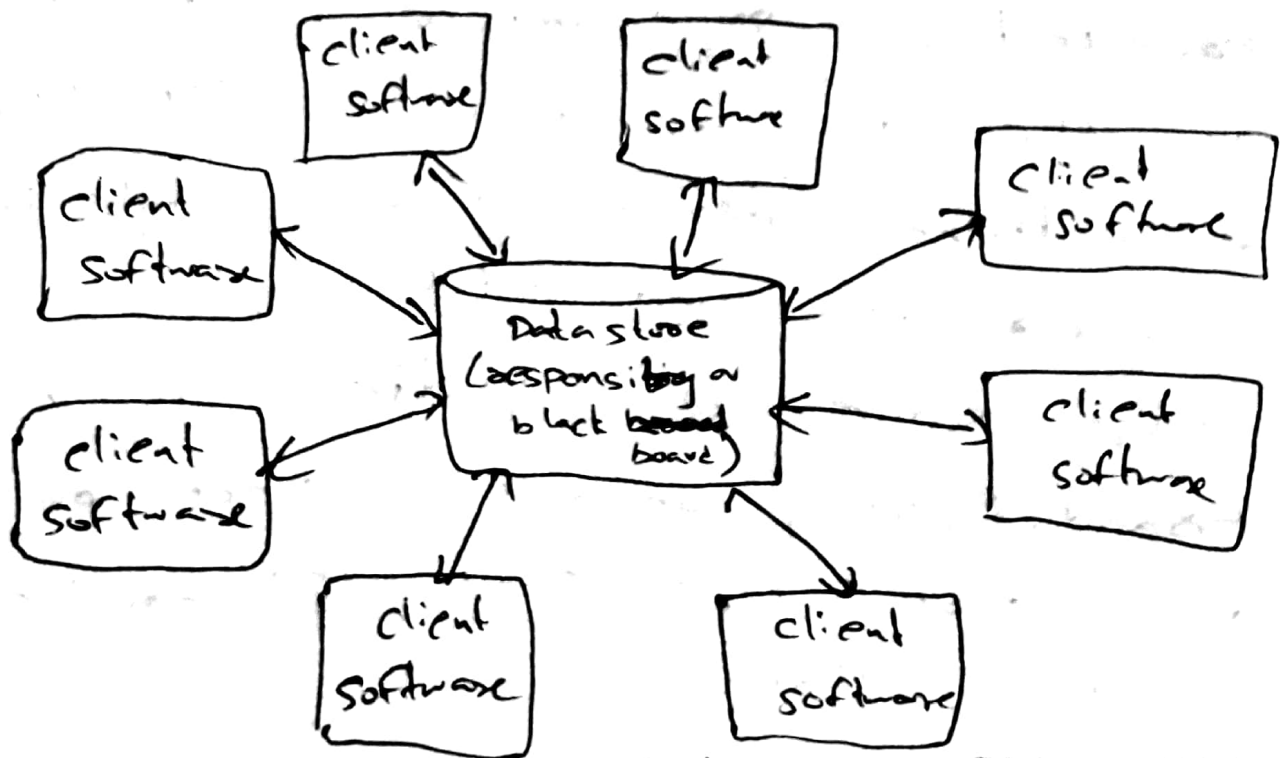 client
software
client
software
client
software
client
software
Data store
(responsibiy or
black
board)
client
software
client
software
client
software
client
software